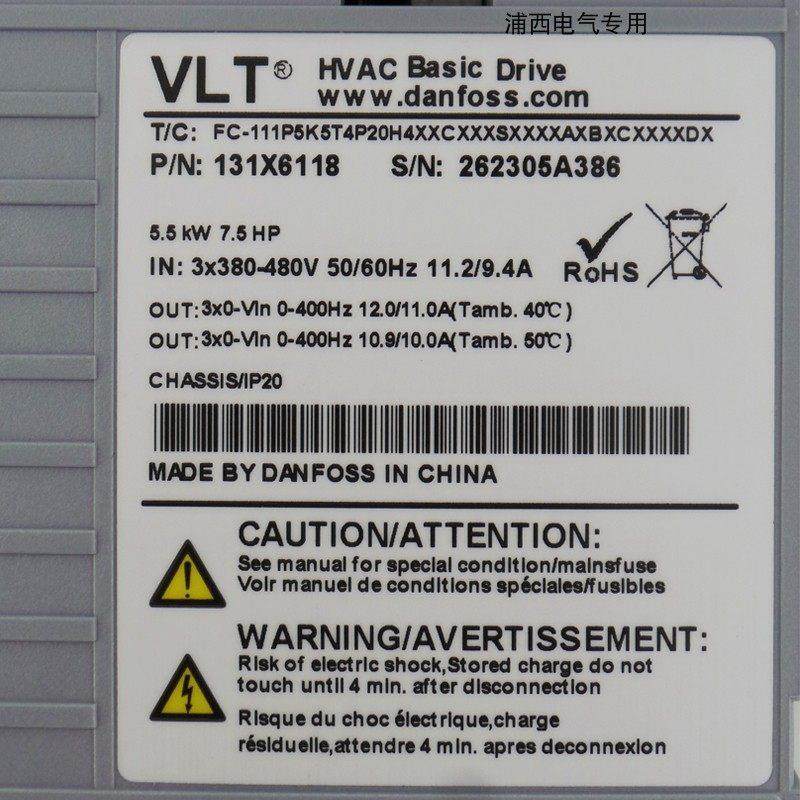 浦西电气专用
VLT® HVAC Basic Drive
www.danfoss.com
T/C: FC-111P5K5T4P20H4XXCXXXSXXXXAXBXCXXXXDX
P/N: 131X6118 S/N: 262305A386
5.5 kW 7.5 HP
IN: 3x380-480V 50/60Hz 11.2/9.4A
RoHS
OUT:3x0-Vin 0-400Hz 12.0/11.0A(Tamb. 40℃)
OUT:3x0-Vin 0-400Hz 10.9/10.0A(Tamb. 50℃)
CHASSIS/IP20
MADE BY DANFOSS IN CHINA
CAUTION/ATTENTION:
See manual for special condition/mainsfuse
Voir manuel de conditions spéciales/fusibles
WARNING/AVERTISSEMENT:
Risk of electric shock,Stored charge do not
touch until 4 min. after disconnection
Risque du choc électrique,charge
résiduelle,attendre 4 min. apres deconnexion